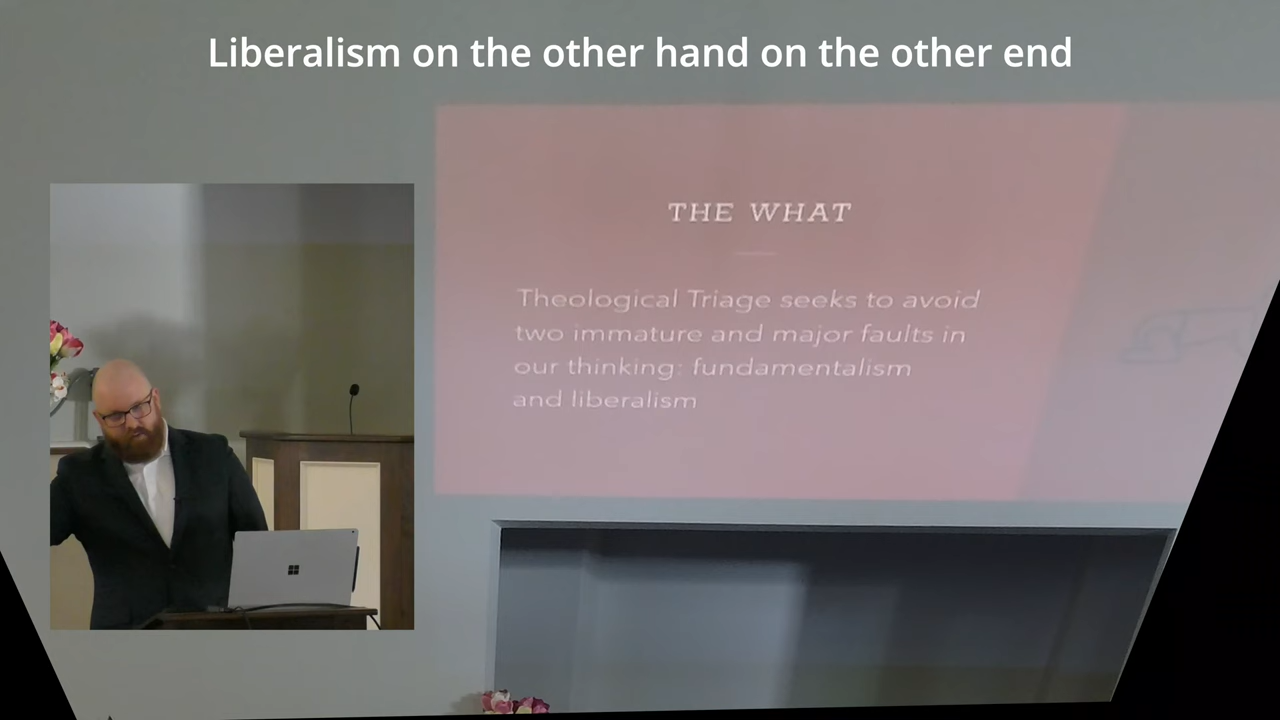 Liberalism on the other hand on the other end
THE WHAT
Theological Triage seeks to avoid
two immature and major faults in
our thinking: fundamentalism
and liberalism